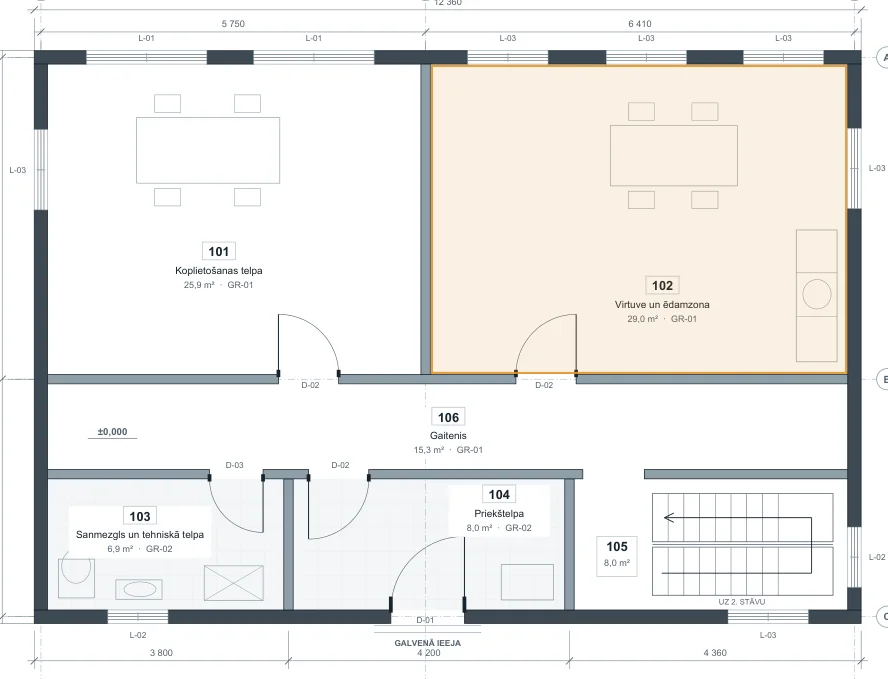 12 360
5 750
6 410
L-01
L-01
L-03
L-03
L-03
A
L-03
L-03
101
Koplietošanas telpa
25,9 m² · GR-01
102
Virtuve un ēdamzona
29,0 m² · GR-01
D-02
D-02
106
Gaitenis
15,3 m² · GR-01
±0,000
D-03
D-02
104
Priekštelpa
8,0 m² · GR-02
103
Sanmezgls un tehniskā telpa
6,9 m² · GR-02
105
8,0 m²
L-02
UZ 2. STĀVU
D-01
L-02
GALVENĀ IEEJA
L-03
3 800
4 200
4 360